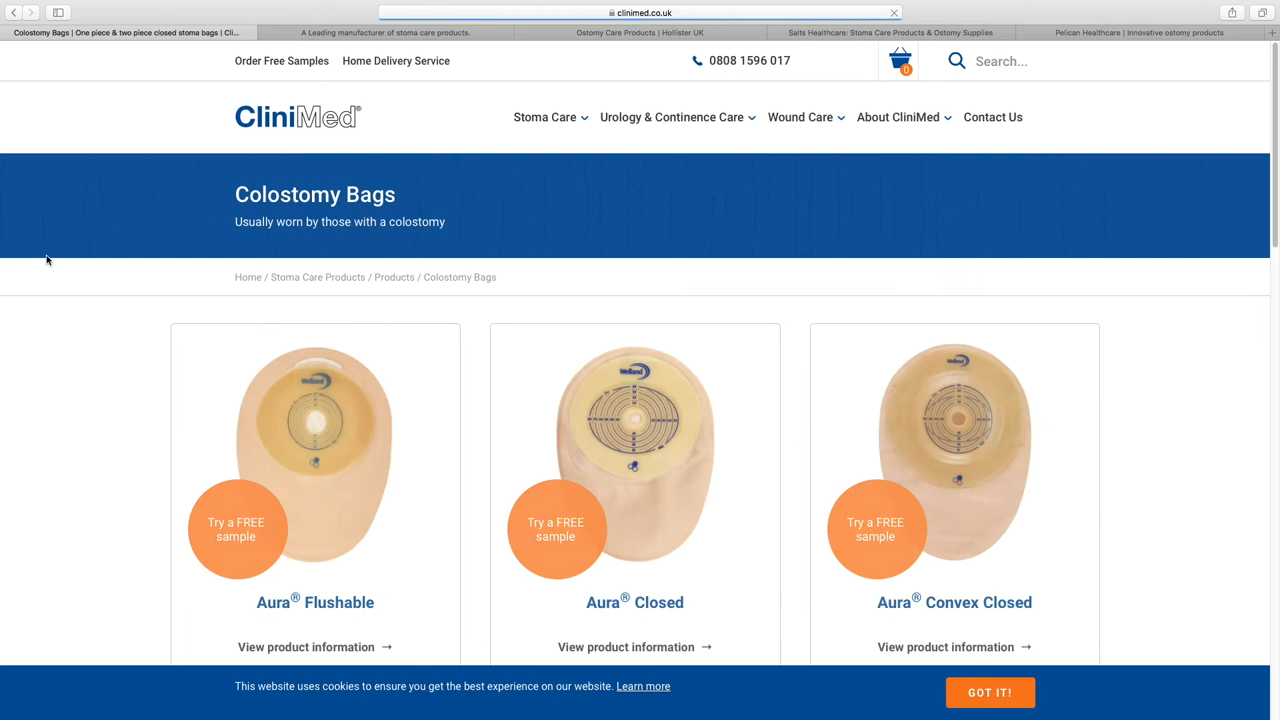 clinimed.co.uk
Colostomy Bags | One piece & two piece closed stoma bags | Cli...
A Leading manufacturer of stoma care products.
Ostomy Care Products | Hollister UK
Salts Healthcare: Stoma Care Products & Ostomy Supplies
Pelican Healthcare | Innovative ostomy products
Order Free Samples
Home Delivery Service
0808 1596 017
0
Search...
CliniMed®
Stoma Care
Urology & Continence Care
Wound Care
About CliniMed
Contact Us
Colostomy Bags
Usually worn by those with a colostomy
Home / Stoma Care Products / Products / Colostomy Bags
Welland
Welland
Welland
Try a FREE
sample
Try a FREE
sample
Try a FREE
sample
Aura® Flushable
Aura® Closed
Aura® Convex Closed
View product information →
View product information →
View product information →
This website uses cookies to ensure you get the best experience on our website. Learn more
GOT IT!